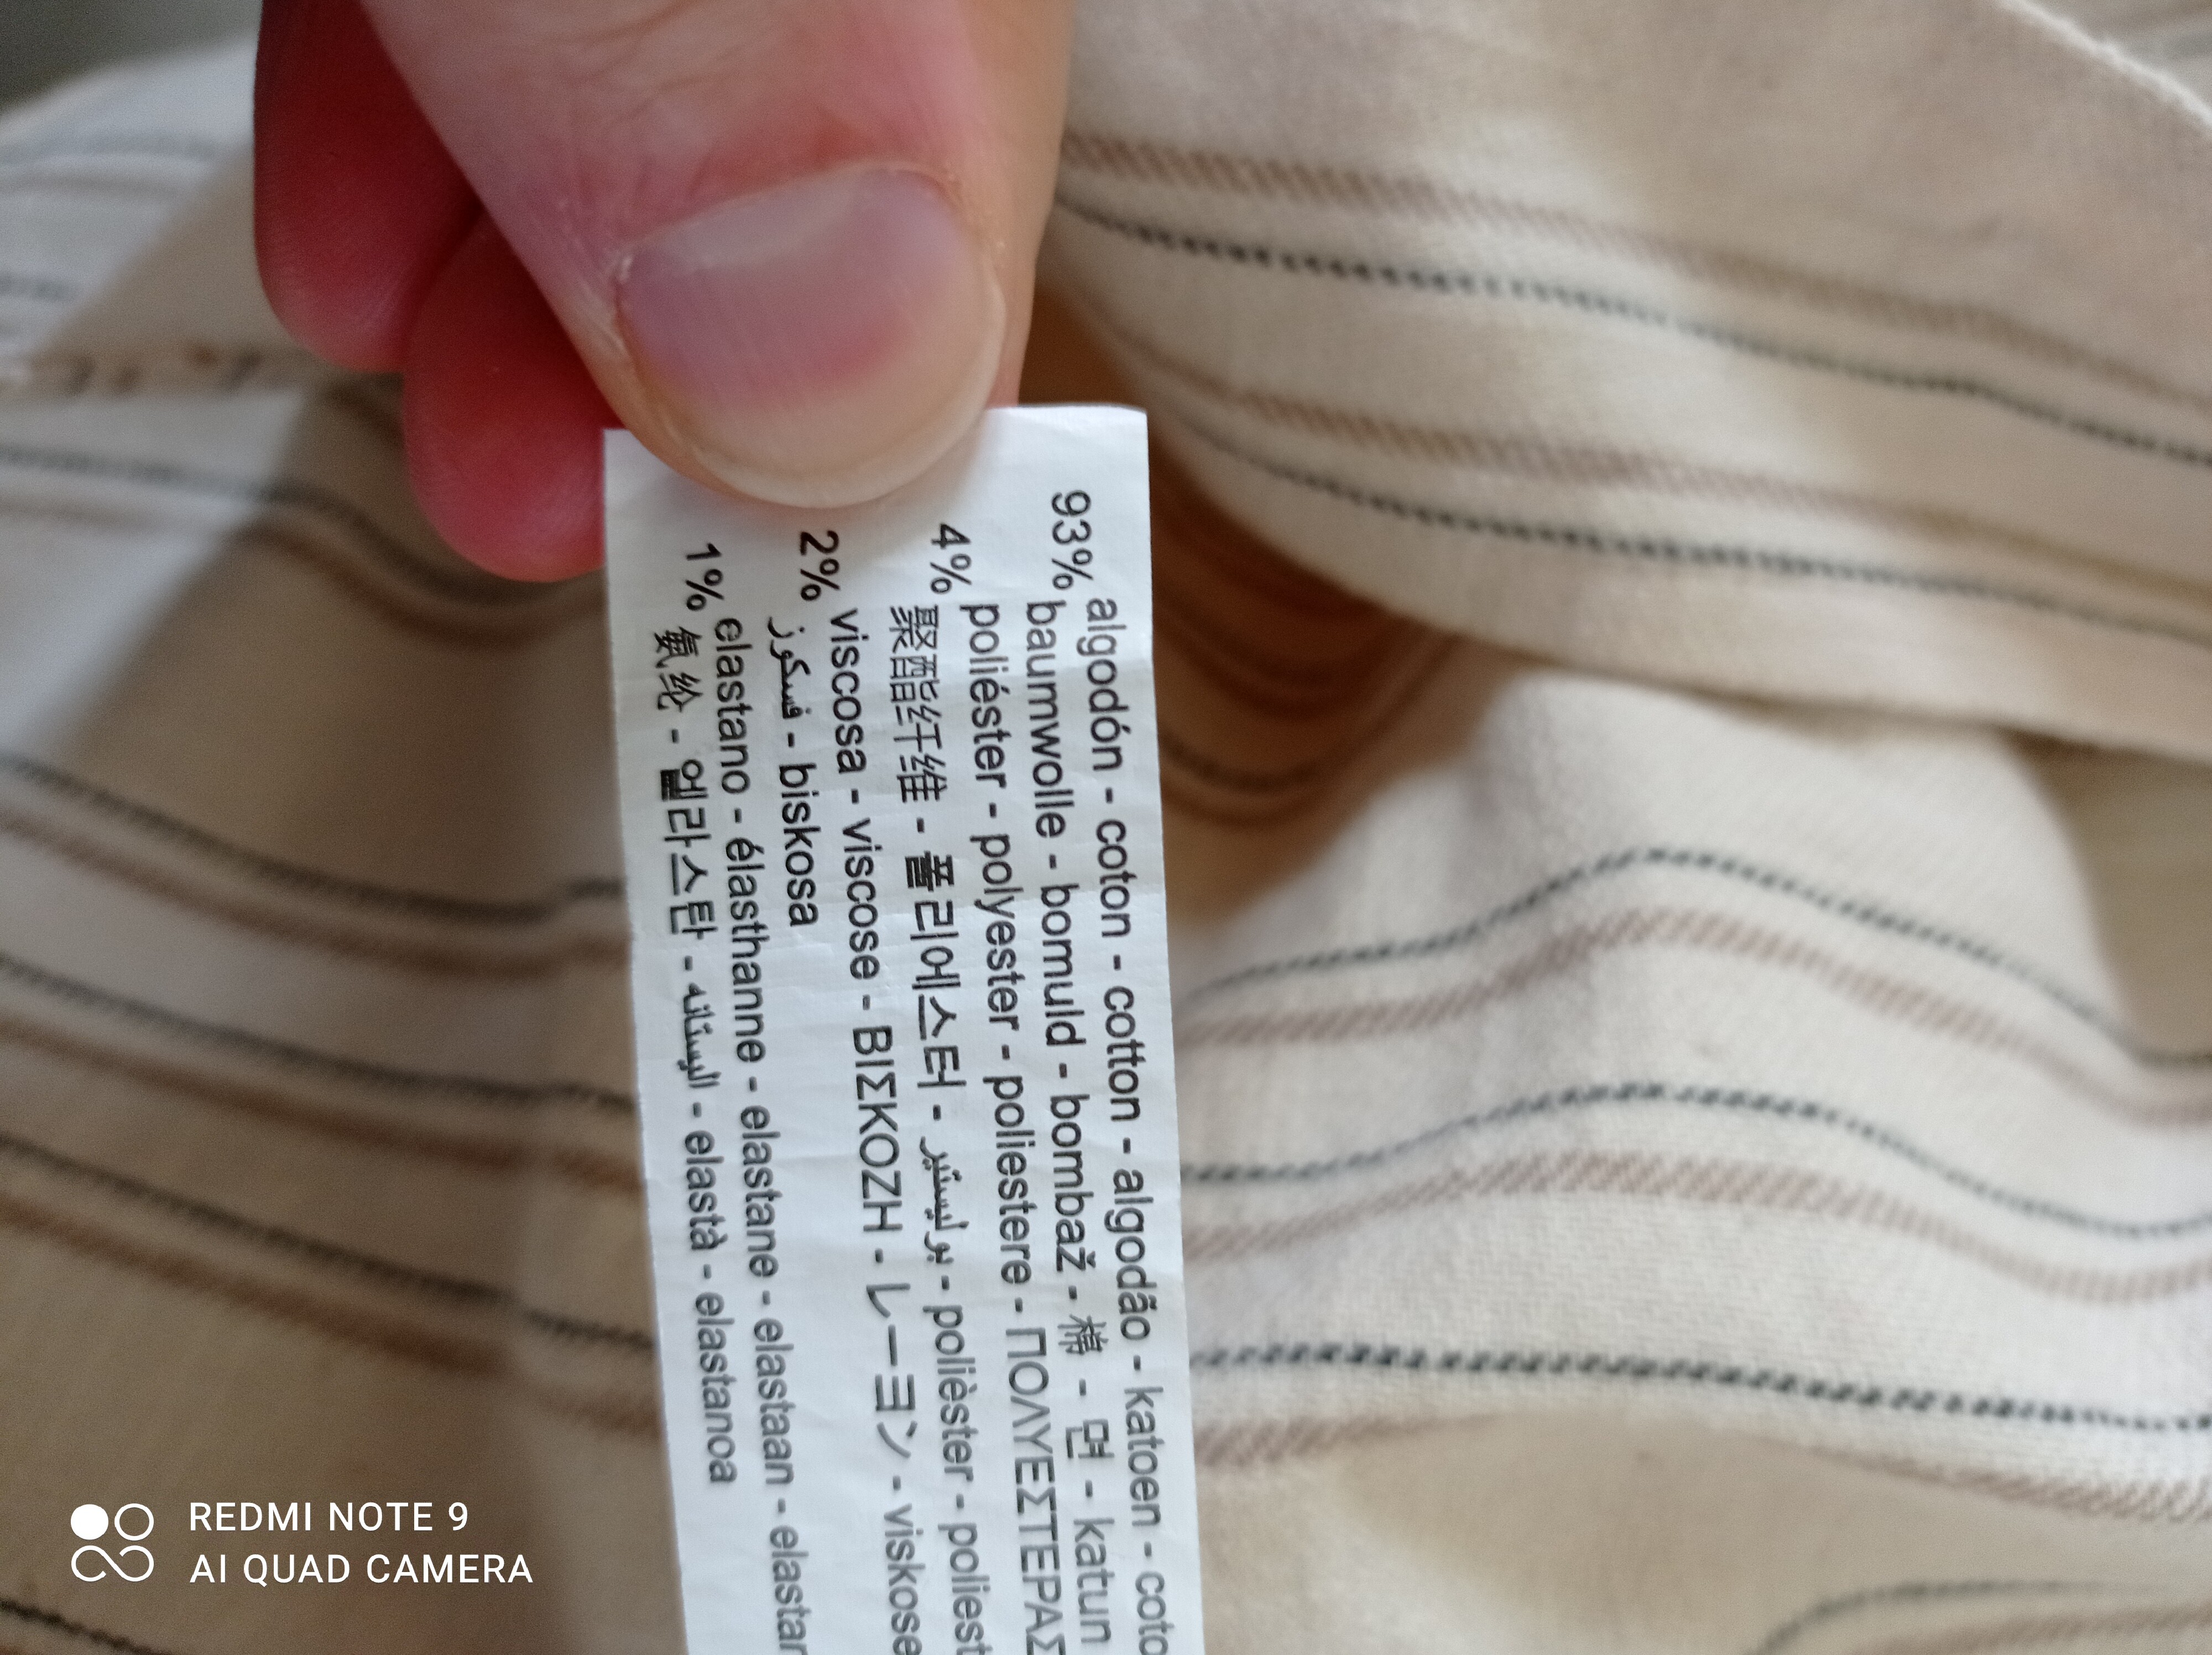 93% algodón - coton - cotton - algodão - katoen - coto
baumwolle - bomuld - bombaž - 棉 - 면 - katun
4% poliéster - polyester - poliestere - ΠΟΛΥΕΣΤΕΡΑΣ
聚酯纤维 - 폴리에스터 - بوليستير - polièster - poliest
2% viscosa - viscose - ΒΙΣΚΟΖΗ - レーヨン - viskose
فسكوز - biskosa
1% elastano - élasthanne - elastane - elastaan - elastan
氨纶 - 엘라스탄 - اليستانه - elastà - elastanoa
REDMI NOTE 9
AI QUAD CAMERA